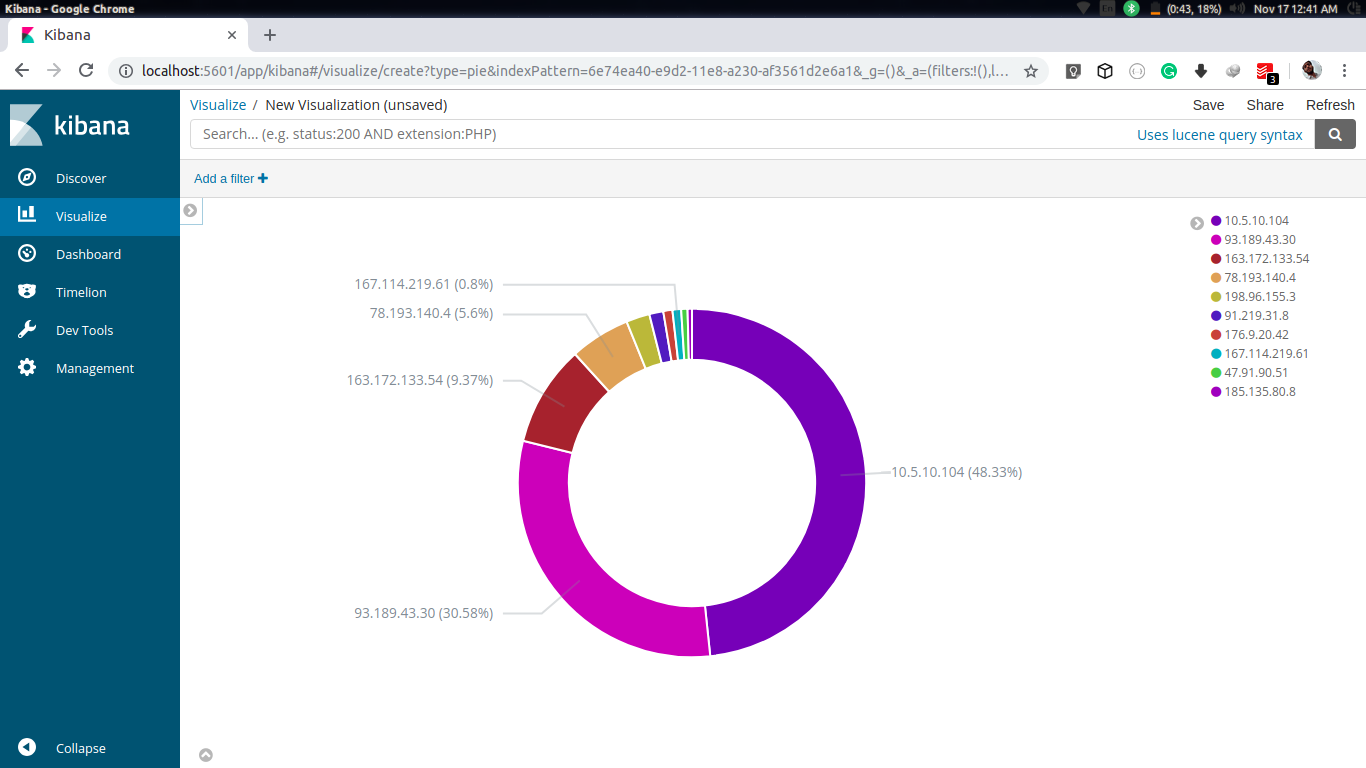 Kibana - Google Chrome
En
(0:43, 18%)
Nov 17 12:41 AM
Kibana
localhost:5601/app/kibana#/visualize/create?type=pie&indexPattern=6e74ea40-e9d2-11e8-a230-af3561d2e6a1&_g=()&_a=(filters:!(),l...
3
kibana
Discover
Visualize
Dashboard
Timelion
Dev Tools
Management
Collapse
Visualize / New Visualization (unsaved)
Save Share Refresh
Search... (e.g. status:200 AND extension:PHP)
Uses lucene query syntax
Add a filter
167.114.219.61 (0.8%)
78.193.140.4 (5.6%)
163.172.133.54 (9.37%)
10.5.10.104 (48.33%)
93.189.43.30 (30.58%)
10.5.10.104
93.189.43.30
163.172.133.54
78.193.140.4
198.96.155.3
91.219.31.8
176.9.20.42
167.114.219.61
47.91.90.51
185.135.80.8